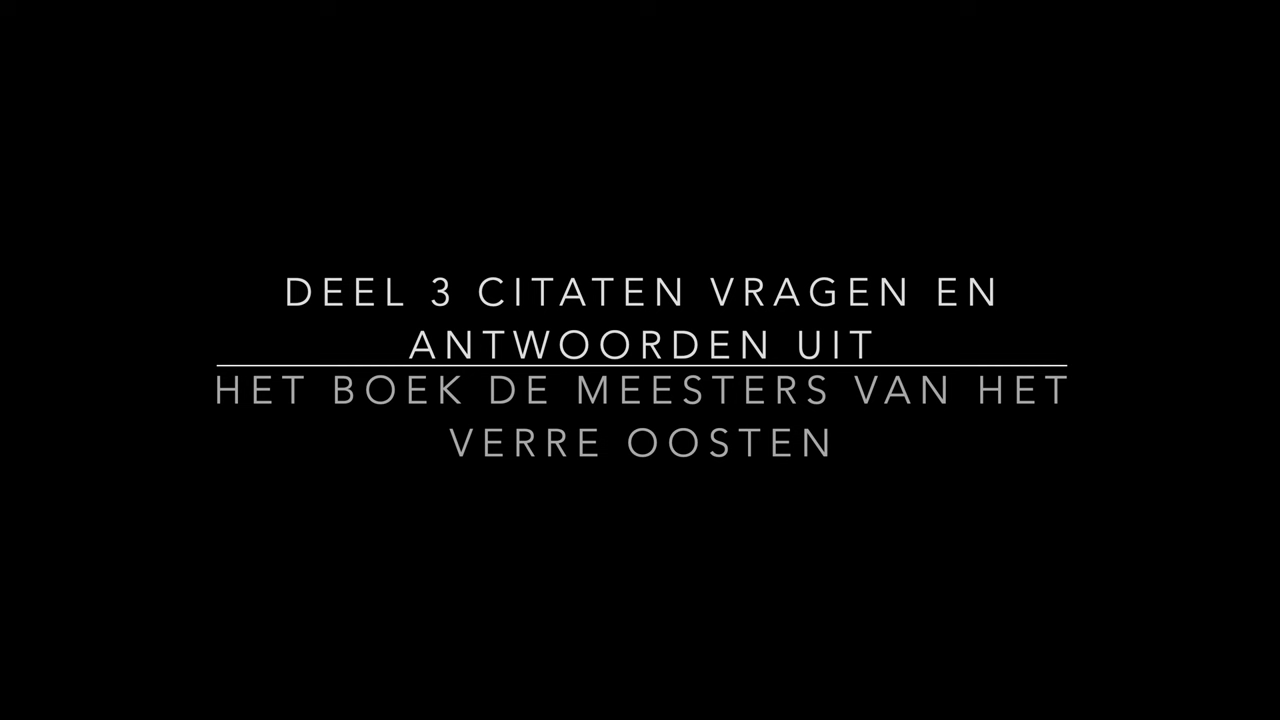 DEEL 3 CITATEN VRAGEN EN
ANTWOORDEN UIT
HET BOEK DE MEESTERS VAN HET
VERRE OOSTEN